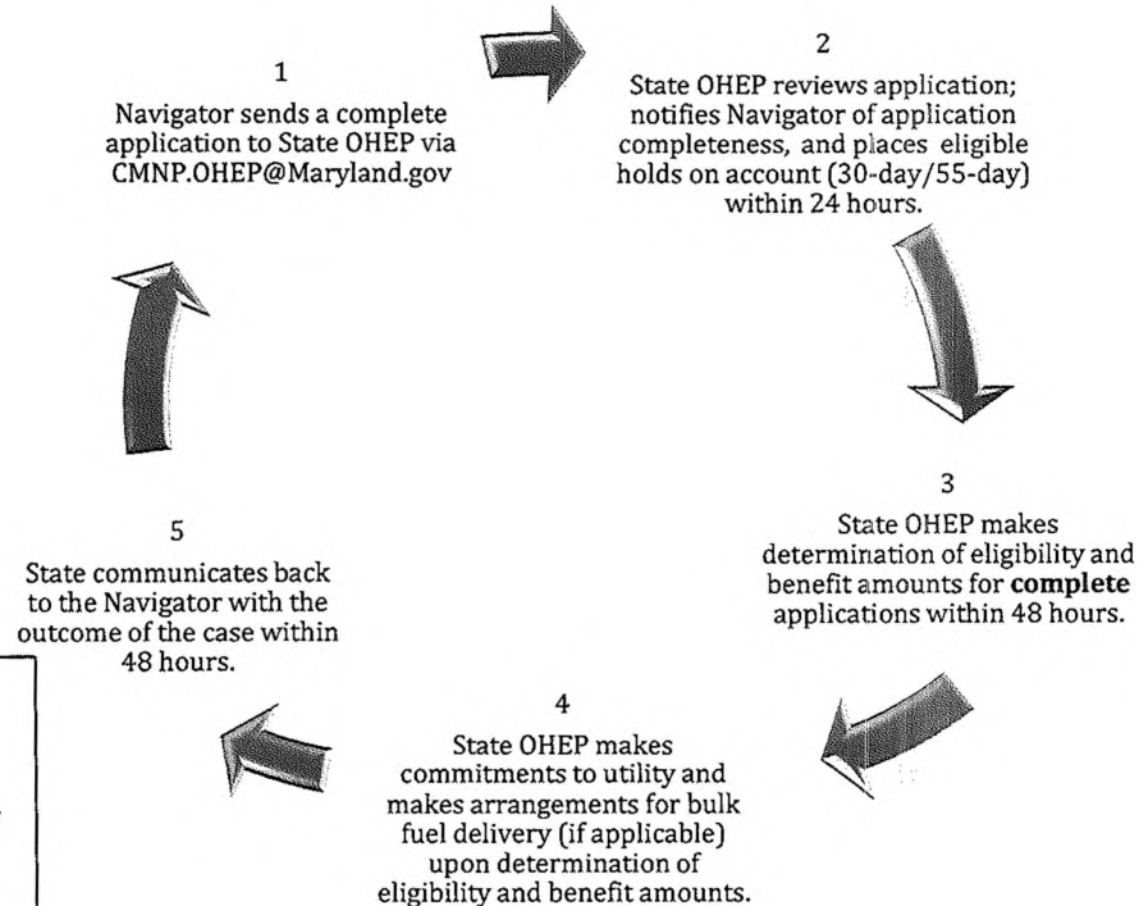 1
Navigator sends a complete
application to State OHEP via
CMNP.OHEP@Maryland.gov
2
State OHEP reviews application;
notifies Navigator of application
completeness, and places eligible
holds on account (30-day/55-day)
within 24 hours.
3
State OHEP makes
determination of eligibility and
benefit amounts for complete
applications within 48 hours.
4
State OHEP makes
commitments to utility and
makes arrangements for bulk
fuel delivery (if applicable)
upon determination of
eligibility and benefit amounts.
5
State communicates back
to the Navigator with the
outcome of the case within
48 hours.